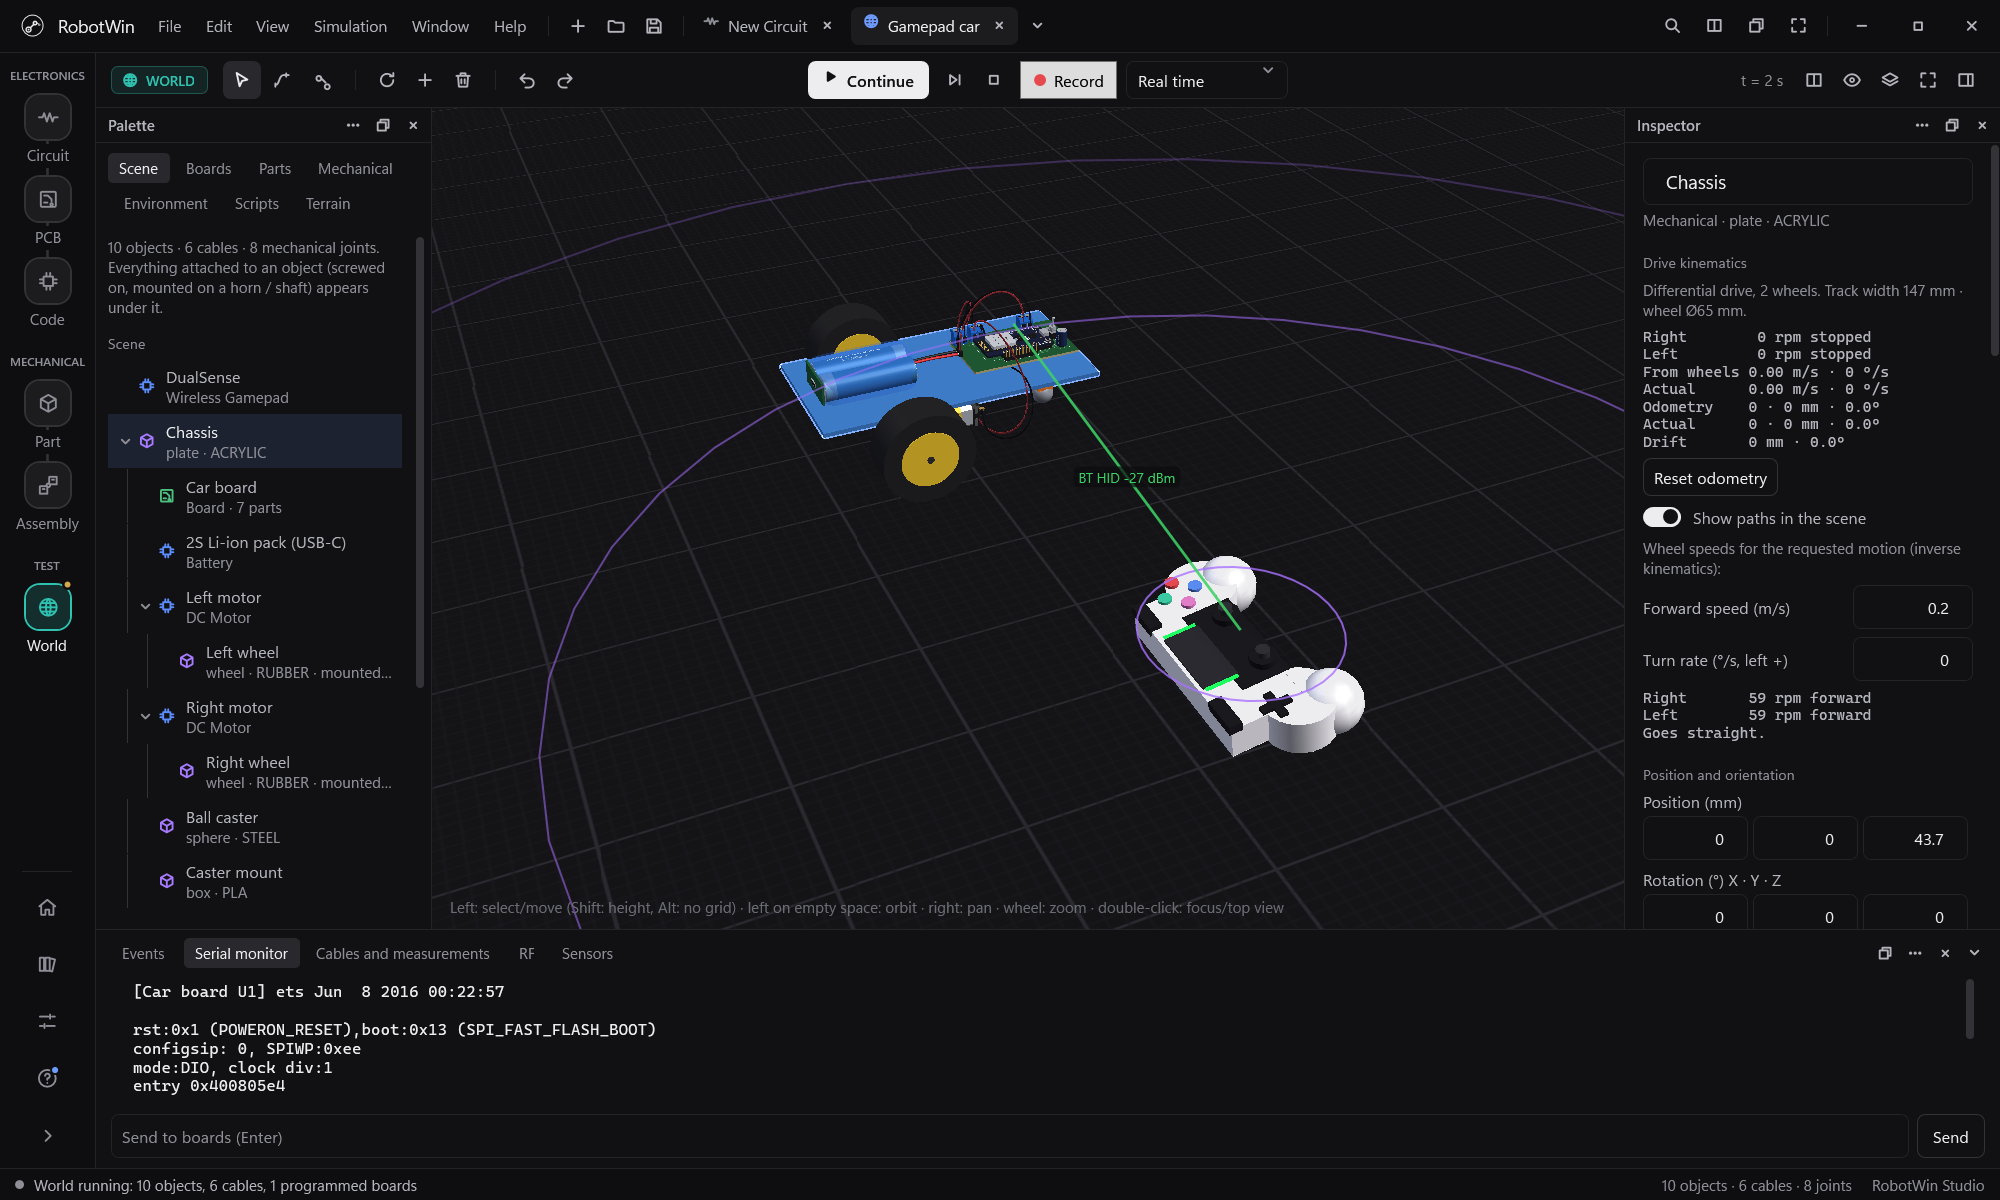 RobotWin File Edit View Simulation Window Help New Circuit Gamepad car
ELECTRONICS
Circuit
PCB
Code
MECHANICAL
Part
Assembly
TEST
World
WORLD
Continue Record Real time t = 2 s
Palette
Scene Boards Parts Mechanical
Environment Scripts Terrain
10 objects · 6 cables · 8 mechanical joints.
Everything attached to an object (screwed
on, mounted on a horn / shaft) appears
under it.
Scene
DualSense
Wireless Gamepad
Chassis
plate · ACRYLIC
Car board
Board · 7 parts
2S Li-ion pack (USB-C)
Battery
Left motor
DC Motor
Left wheel
wheel · RUBBER · mounted...
Right motor
DC Motor
Right wheel
wheel · RUBBER · mounted...
Ball caster
sphere · STEEL
Caster mount
box · PLA
BT HID -27 dBm
Left: select/move (Shift: height, Alt: no grid) · left on empty space: orbit · right: pan · wheel: zoom · double-click: focus/top view
Inspector
Chassis
Mechanical · plate · ACRYLIC
Drive kinematics
Differential drive, 2 wheels. Track width 147 mm ·
wheel Ø65 mm.
Right 0 rpm stopped
Left 0 rpm stopped
From wheels 0.00 m/s · 0 °/s
Actual 0.00 m/s · 0 °/s
Odometry 0 · 0 mm · 0.0°
Actual 0 · 0 mm · 0.0°
Drift 0 mm · 0.0°
Reset odometry
Show paths in the scene
Wheel speeds for the requested motion (inverse
kinematics):
Forward speed (m/s) 0.2
Turn rate (°/s, left +) 0
Right 59 rpm forward
Left 59 rpm forward
Goes straight.
Position and orientation
Position (mm)
0 0 43.7
Rotation (°) X · Y · Z
0 0 0
Events Serial monitor Cables and measurements RF Sensors
[Car board U1] ets Jun  8 2016 00:22:57
rst:0x1 (POWERON_RESET),boot:0x13 (SPI_FAST_FLASH_BOOT)
configsip: 0, SPIWP:0xee
mode:DIO, clock div:1
entry 0x400805e4
Send to boards (Enter) Send
World running: 10 objects, 6 cables, 1 programmed boards 10 objects · 6 cables · 8 joints RobotWin Studio